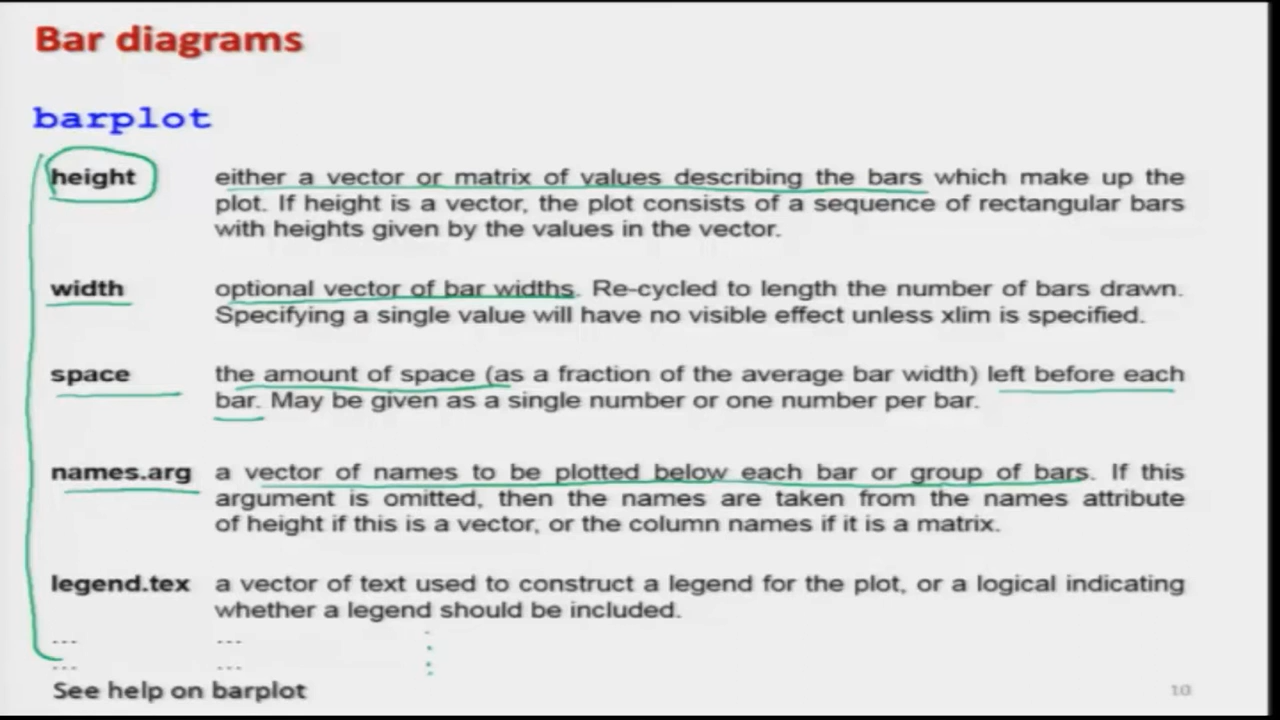 Bar diagrams
barplot
height either a vector or matrix of values describing the bars which make up the
plot. If height is a vector, the plot consists of a sequence of rectangular bars
with heights given by the values in the vector.
width optional vector of bar widths. Re-cycled to length the number of bars drawn.
Specifying a single value will have no visible effect unless xlim is specified.
space the amount of space (as a fraction of the average bar width) left before each
bar. May be given as a single number or one number per bar.
names.arg a vector of names to be plotted below each bar or group of bars. If this
argument is omitted, then the names are taken from the names attribute
of height if this is a vector, or the column names if it is a matrix.
legend.tex a vector of text used to construct a legend for the plot, or a logical indicating
whether a legend should be included.
... ...
... ...
See help on barplot
10